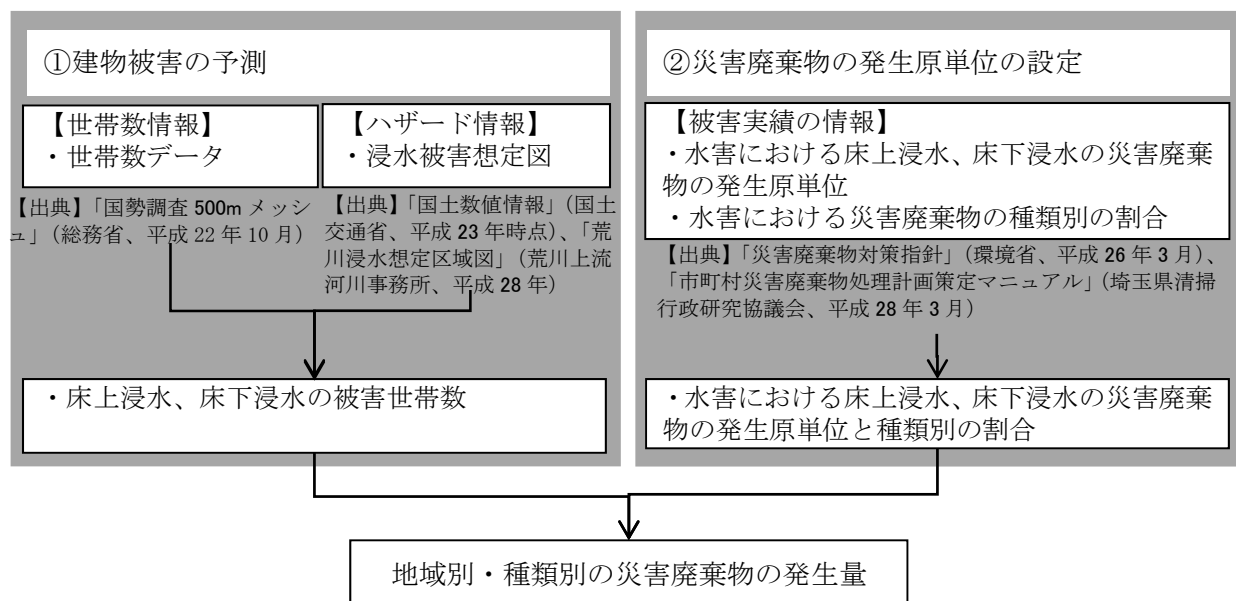 ①建物被害の予測
【世帯数情報】
・世帯数データ
【ハザード情報】
・浸水被害想定図
【出典】「国勢調査 500m メッシ
ュ」（総務省、平成 22 年 10 月）
【出典】「国土数値情報」（国土
交通省、平成 23 年時点）、「荒
川浸水想定区域図」（荒川上流
河川事務所、平成 28 年）
・床上浸水、床下浸水の被害世帯数
②災害廃棄物の発生原単位の設定
【被害実績の情報】
・水害における床上浸水、床下浸水の災害廃棄
物の発生原単位
・水害における災害廃棄物の種類別の割合
【出典】「災害廃棄物対策指針」（環境省、平成 26 年 3 月）、
「市町村災害廃棄物処理計画策定マニュアル」（埼玉県清掃
行政研究協議会、平成 28 年 3 月）
・水害における床上浸水、床下浸水の災害廃棄
物の発生原単位と種類別の割合
地域別・種類別の災害廃棄物の発生量